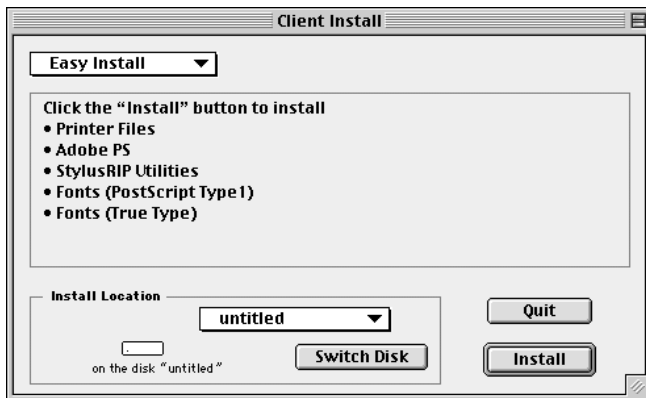 Client Install
Easy Install
Click the “Install” button to install
• Printer Files
• Adobe PS
• StylusRIP Utilities
• Fonts (PostScript Type1)
• Fonts (True Type)
Install Location
untitled
on the disk “untitled”
Switch Disk
Quit
Install